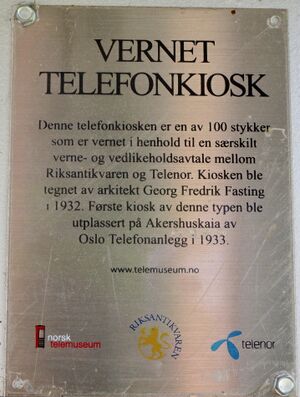 VERNET
TELEFONKIOSK
Denne telefonkiosken er en av 100 stykker
som er vernet i henhold til en særskilt
verne- og vedlikeholdsavtale mellom
Riksantikvaren og Telenor. Kiosken ble
tegnet av arkitekt Georg Fredrik Fasting
i 1932. Første kiosk av denne typen ble
utplassert på Akershuskaia av
Oslo Telefonanlegg i 1933.
www.telemuseum.no
norsk
telemuseum
RIKSANTIKVAREN
telenor